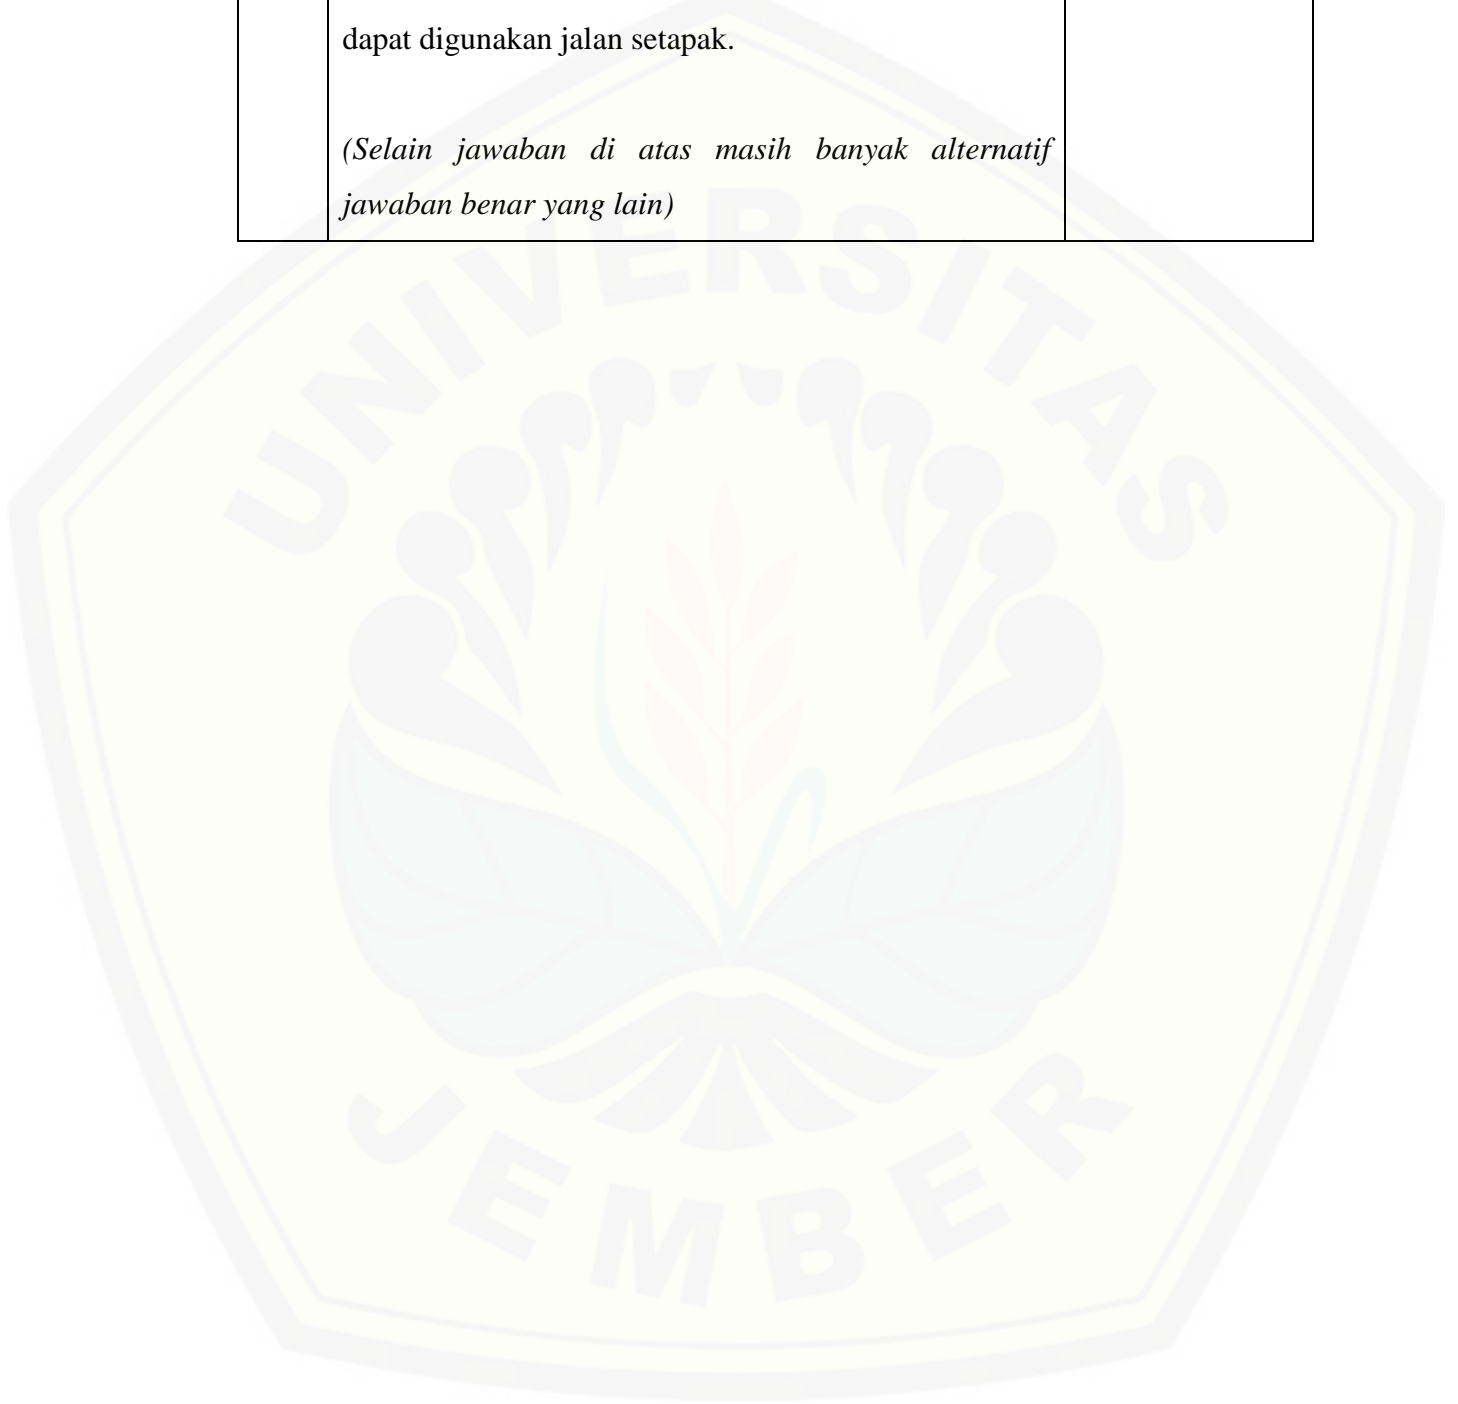 dapat digunakan jalan setapak.
(Selain jawaban di atas masih banyak alternatif
jawaban benar yang lain)
UNIVERSITAS
JEMBER